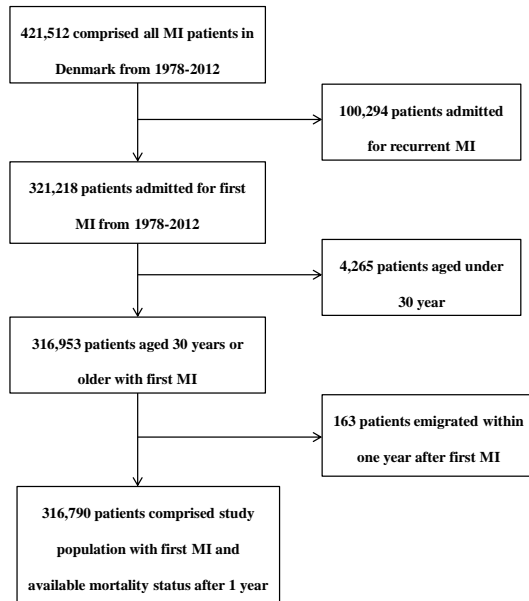 421,512 comprised all MI patients in
Denmark from 1978-2012
100,294 patients admitted
for recurrent MI
321,218 patients admitted for first
MI from 1978-2012
4,265 patients aged under
30 year
316,953 patients aged 30 years or
older with first MI
163 patients emigrated within
one year after first MI
316,790 patients comprised study
population with first MI and
available mortality status after 1 year